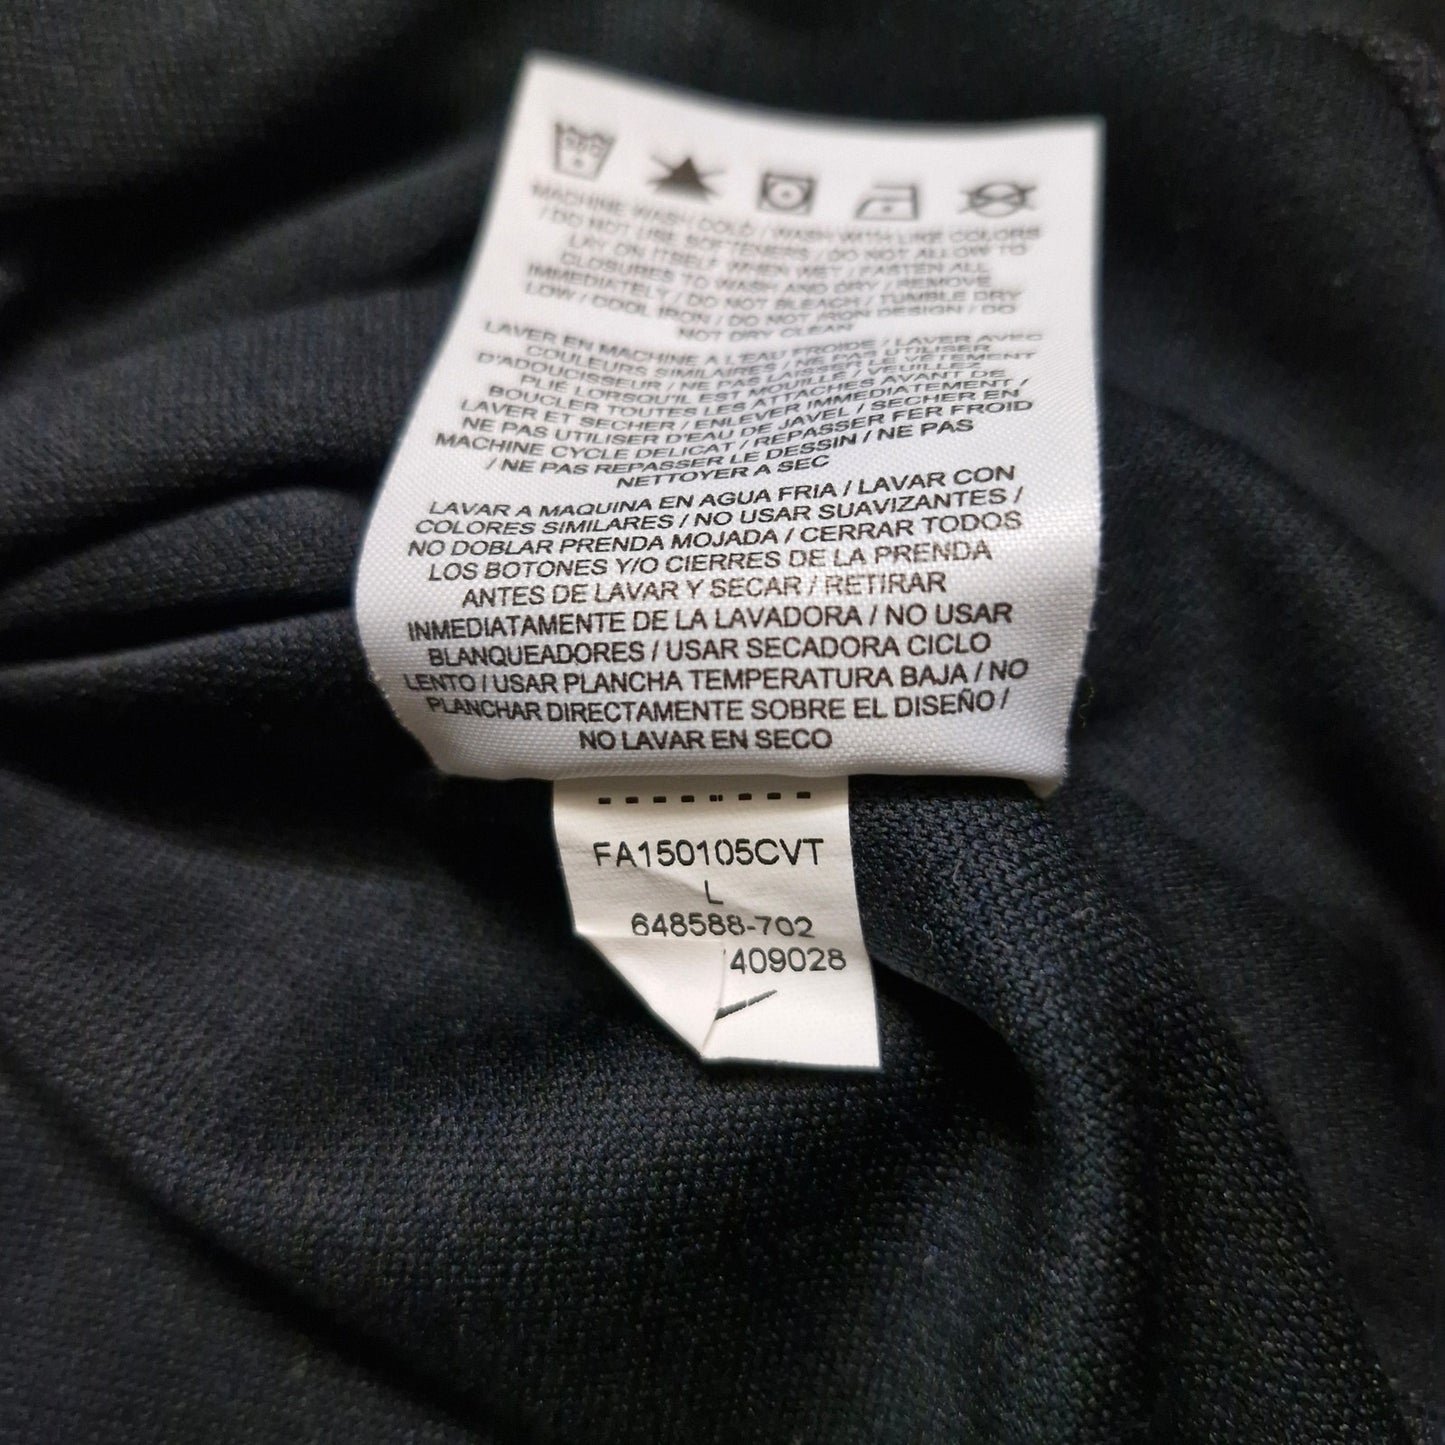 MACHINE WASH COLD / WASH WITH LIKE COLORS
/ DO NOT USE SOFTENERS / DO NOT ALLOW TO
LAY ON ITSELF WHEN WET / FASTEN ALL
CLOSURES TO WASH AND DRY / REMOVE
IMMEDIATELY / DO NOT BLEACH / TUMBLE DRY
LOW / COOL IRON / DO NOT IRON DESIGN / DO
NOT DRY CLEAN
LAVER EN MACHINE A L'EAU FROIDE / LAVER AVEC
COULEURS SIMILAIRES / NE PAS UTILISER
D'ADOUCISSEUR / NE PAS LAISSER LE VETEMENT
PLIE LORSQU'IL EST MOUILLE / VEUILLEZ
BOUCLER TOUTES LES ATTACHES AVANT DE
LAVER ET SECHER / ENLEVER IMMEDIATEMENT /
NE PAS UTILISER D'EAU DE JAVEL / SECHER EN
MACHINE CYCLE DELICAT / REPASSER FER FROID
/ NE PAS REPASSER LE DESSIN / NE PAS
NETTOYER A SEC
LAVAR A MAQUINA EN AGUA FRIA / LAVAR CON
COLORES SIMILARES / NO USAR SUAVIZANTES /
NO DOBLAR PRENDA MOJADA / CERRAR TODOS
LOS BOTONES Y/O CIERRES DE LA PRENDA
ANTES DE LAVAR Y SECAR / RETIRAR
INMEDIATAMENTE DE LA LAVADORA / NO USAR
BLANQUEADORES / USAR SECADORA CICLO
LENTO / USAR PLANCHA TEMPERATURA BAJA / NO
PLANCHAR DIRECTAMENTE SOBRE EL DISEÑO /
NO LAVAR EN SECO
FA150105CVT
L
648588-702
409028